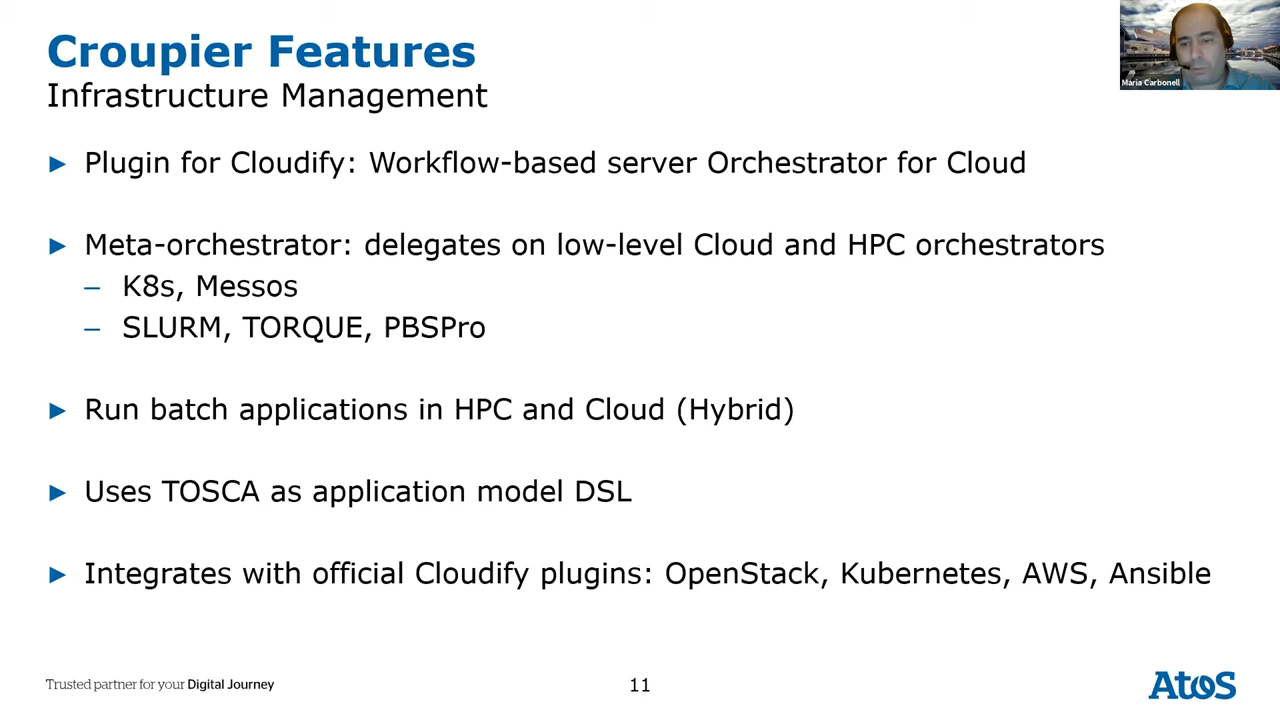 Croupier Features
Infrastructure Management
Maria Carbonell
► Plugin for Cloudify: Workflow-based server Orchestrator for Cloud
► Meta-orchestrator: delegates on low-level Cloud and HPC orchestrators
– K8s, Messos
– SLURM, TORQUE, PBSPro
► Run batch applications in HPC and Cloud (Hybrid)
► Uses TOSCA as application model DSL
► Integrates with official Cloudify plugins: OpenStack, Kubernetes, AWS, Ansible
Trusted partner for your Digital Journey
11
Atos